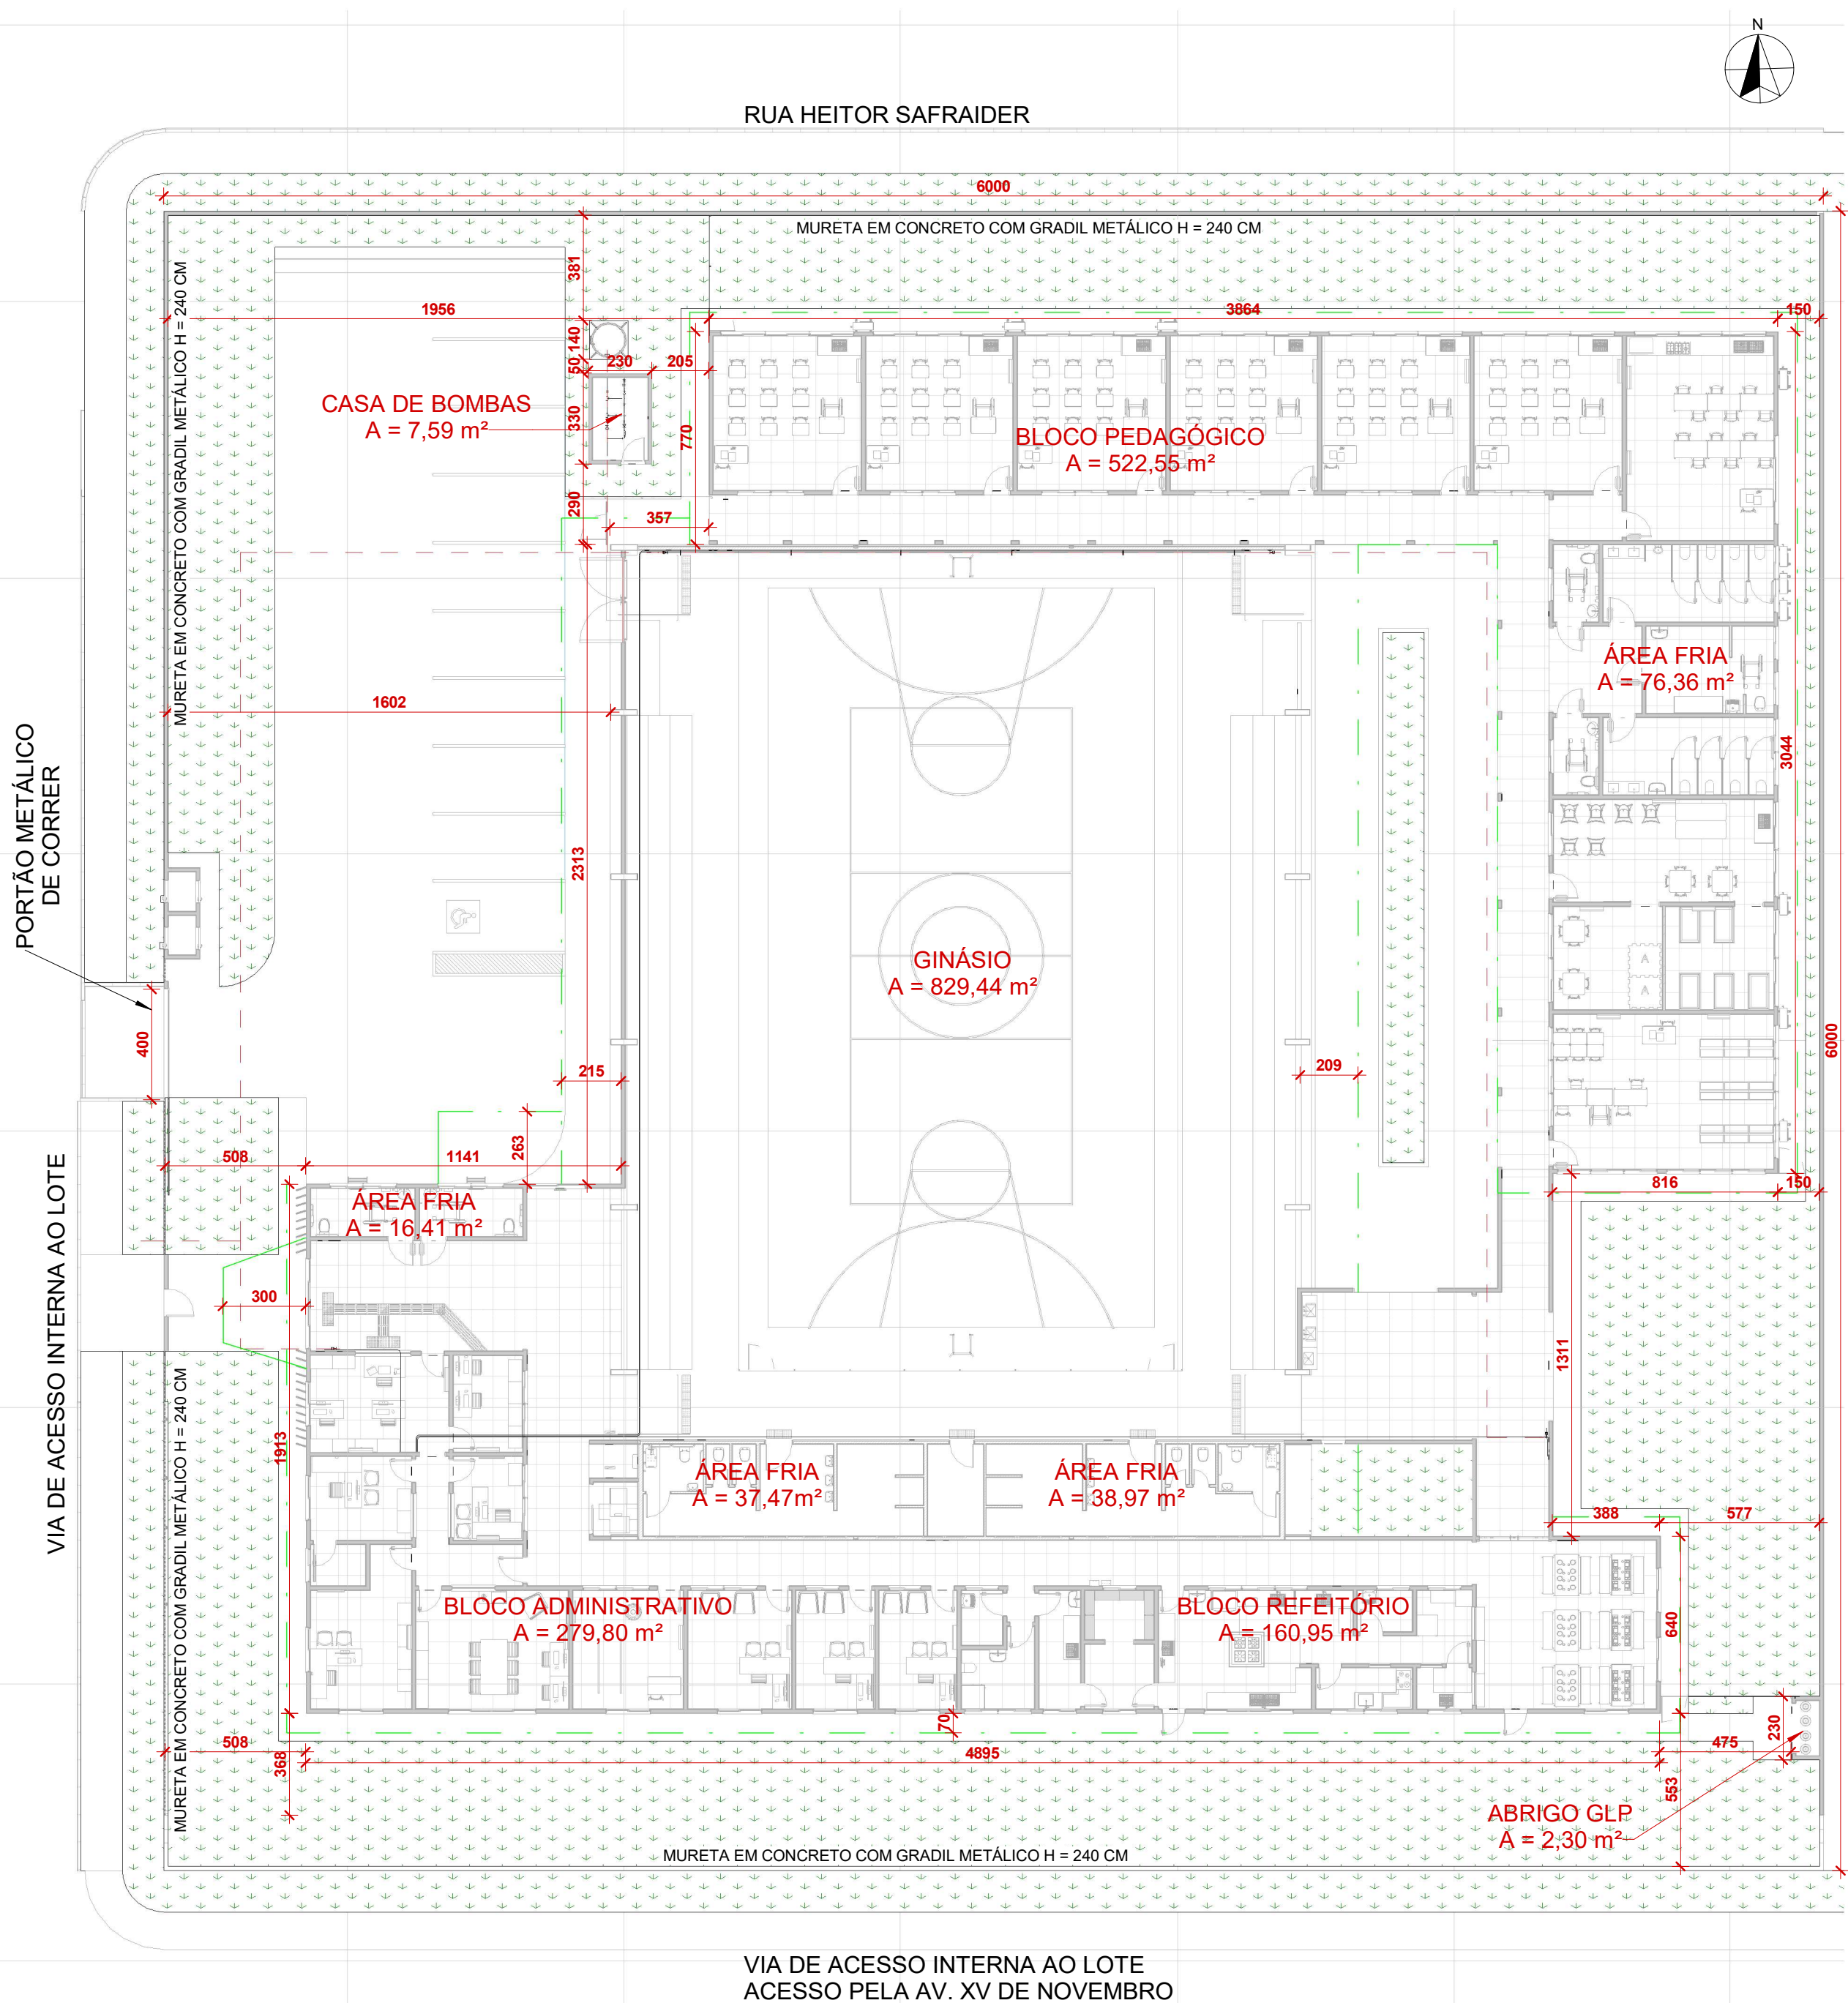 N
RUA HEITOR SAFRAIDER
6000
MURETA EM CONCRETO COM GRADIL METÁLICO H = 240 CM
MURETA EM CONCRETO COM GRADIL METÁLICO H = 240 CM
381
1956
3864
150
140
50
230
205
CASA DE BOMBAS
A = 7,59 m²
330
770
BLOCO PEDAGÓGICO
A = 522,55 m²
290
357
ÁREA FRIA
A = 76,36 m²
1602
3044
PORTÃO METÁLICO
DE CORRER
2313
GINÁSIO
A = 829,44 m²
A
A
400
6000
215
209
263
508
1141
816
150
VIA DE ACESSO INTERNA AO LOTE
ÁREA FRIA
A = 16,41 m²
300
1311
MURETA EM CONCRETO COM GRADIL METÁLICO H = 240 CM
1913
ÁREA FRIA
A = 37,47m²
ÁREA FRIA
A = 38,97 m²
388
577
BLOCO ADMINISTRATIVO
A = 279,80 m²
BLOCO REFEITÓRIO
A = 160,95 m²
640
70
230
508
368
4895
475
553
ABRIGO GLP
A = 2,30 m²
MURETA EM CONCRETO COM GRADIL METÁLICO H = 240 CM
VIA DE ACESSO INTERNA AO LOTE
ACESSO PELA AV. XV DE NOVEMBRO